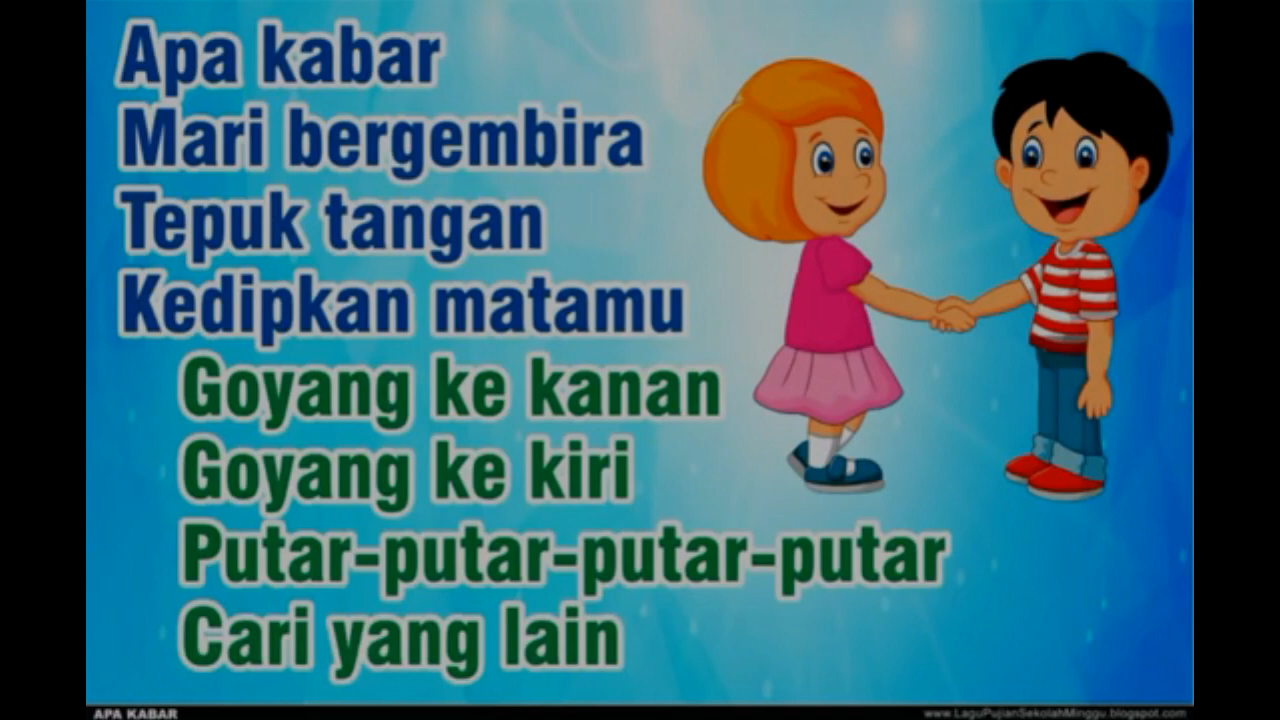 Apa kabar
Mari bergembira
Tepuk tangan
Kedipkan matamu
Goyang ke kanan
Goyang ke kiri
Putar-putar-putar-putar
Cari yang lain
APA KABAR
www.LaguPujianSekolahMinggu.blogspot.com